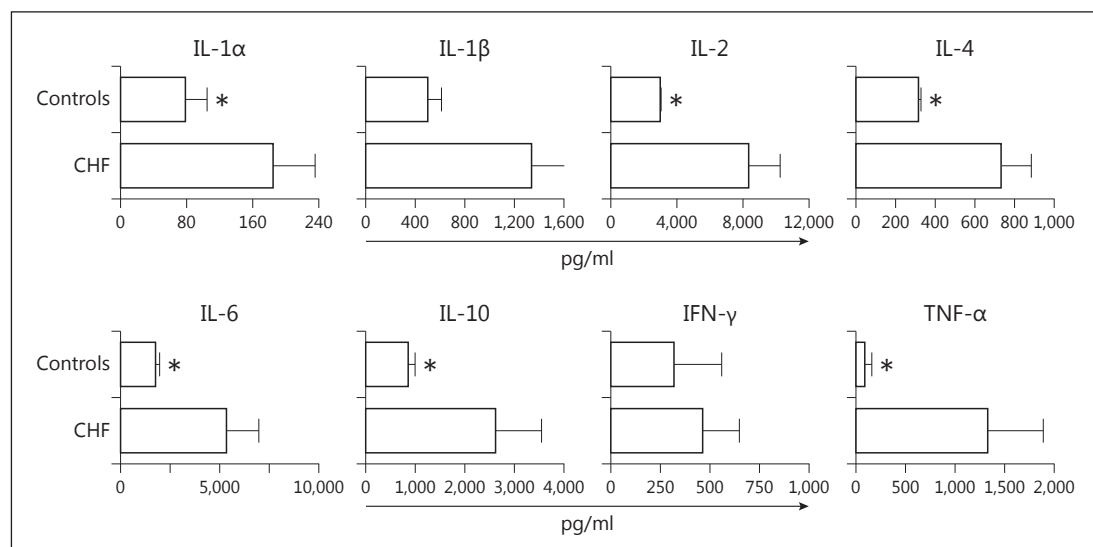 IL-1α IL-1β IL-2 IL-4
Controls * * *
CHF
0 80 160 240 0 400 800 1,200 1,600 0 4,000 8,000 12,000 0 200 400 600 800 1,000
pg/ml
IL-6 IL-10 IFN-γ TNF-α
Controls * * *
CHF
0 5,000 10,000 0 1,000 2,000 3,000 4,000 0 250 500 750 1,000 0 500 1,000 1,500 2,000
pg/ml